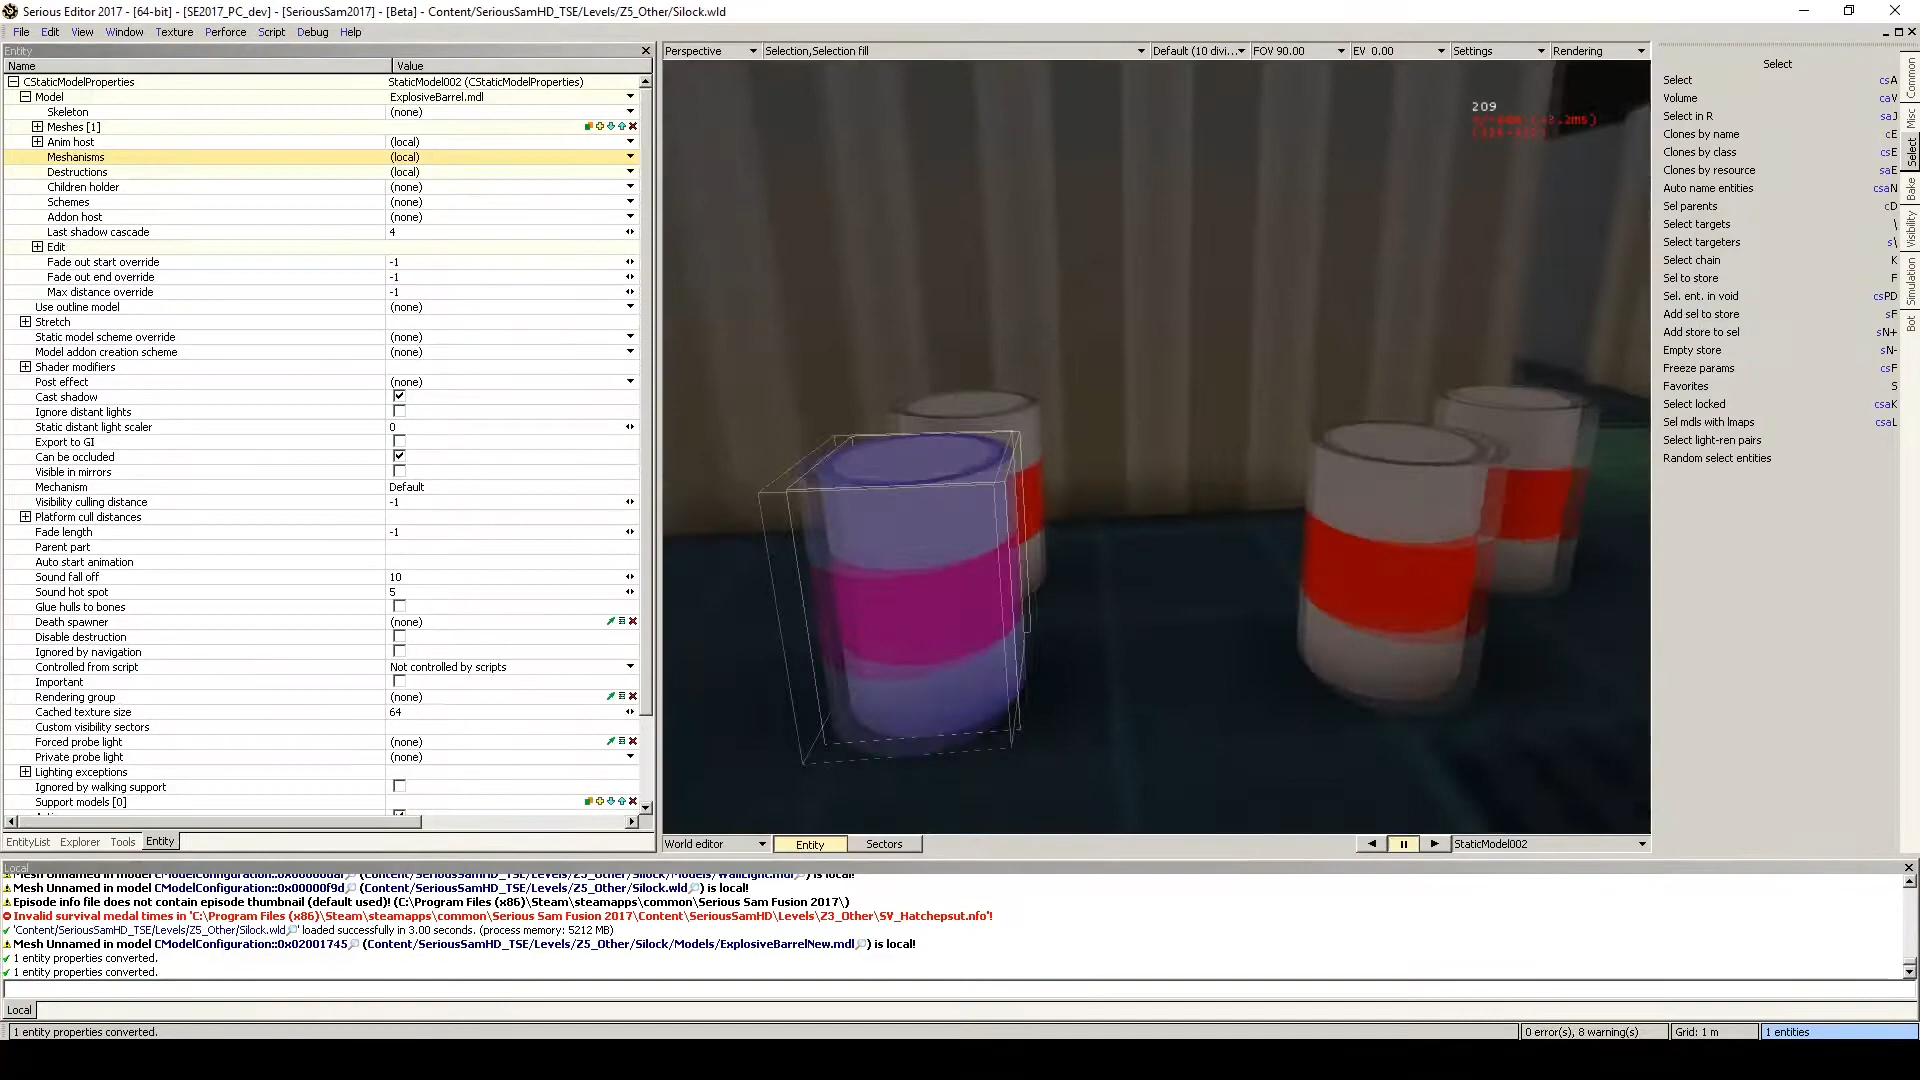 Serious Editor 2017 - [64-bit] - [SE2017_PC_dev] - [SeriousSam2017] - [Beta] - Content/SeriousSamHD_TSE/Levels/Z5_Other/Silock.wld
File Edit View Window Texture Perforce Script Debug Help
Entity
Name Value
CStaticModelProperties StaticModel002 (CStaticModelProperties)
Model ExplosiveBarrel.mdl
Skeleton (none)
Meshes [1]
Anim host (local)
Meshanisms (local)
Destructions (local)
Children holder (none)
Schemes (none)
Addon host (none)
Last shadow cascade 4
Edit
Fade out start override -1
Fade out end override -1
Max distance override -1
Use outline model (none)
Stretch
Static model scheme override (none)
Model addon creation scheme (none)
Shader modifiers
Post effect (none)
Cast shadow
Ignore distant lights
Static distant light scaler 0
Export to GI
Can be occluded
Visible in mirrors
Mechanism Default
Visibility culling distance -1
Platform cull distances
Fade length -1
Parent part
Auto start animation
Sound fall off 10
Sound hot spot 5
Glue hulls to bones
Death spawner (none)
Disable destruction
Ignored by navigation
Controlled from script Not controlled by scripts
Important
Rendering group (none)
Cached texture size 64
Custom visibility sectors
Forced probe light (none)
Private probe light (none)
Lighting exceptions
Ignored by walking support
Support models [0]
EntityList Explorer Tools Entity
Perspective Selection,Selection fill Default (10 divi... FOV 90.00 EV 0.00 Settings Rendering
209
World editor Entity Sectors StaticModel002
Select
Select csA
Volume caV
Select in R saJ
Clones by name cE
Clones by class csE
Clones by resource saE
Auto name entities csaN
Sel parents cD
Select targets \
Select targeters s\
Select chain K
Sel to store F
Sel. ent. in void csPD
Add sel to store sF
Add store to sel sN+
Empty store sN-
Freeze params csF
Favorites S
Select locked csaK
Sel mdls with lmaps csaL
Select light-ren pairs
Random select entities
Common
Misc
Select
Bake
Visibility
Simulation
Bot
Local
Mesh Unnamed in model CModelConfiguration::0x00000f9d (Content/SeriousSamHD_TSE/Levels/Z5_Other/Silock.wld) is local!
Episode info file does not contain episode thumbnail (default used)! (C:\Program Files (x86)\Steam\steamapps\common\Serious Sam Fusion 2017\)
Invalid survival medal times in 'C:\Program Files (x86)\Steam\steamapps\common\Serious Sam Fusion 2017\Content\SeriousSamHD\Levels\Z3_Other\SV_Hatchepsut.nfo'!
'Content/SeriousSamHD_TSE/Levels/Z5_Other/Silock.wld' loaded successfully in 3.00 seconds. (process memory: 5212 MB)
Mesh Unnamed in model CModelConfiguration::0x02001745 (Content/SeriousSamHD_TSE/Levels/Z5_Other/Silock/Models/ExplosiveBarrelNew.mdl) is local!
1 entity properties converted.
1 entity properties converted.
Local
1 entity properties converted. 0 error(s), 8 warning(s) Grid: 1 m 1 entities